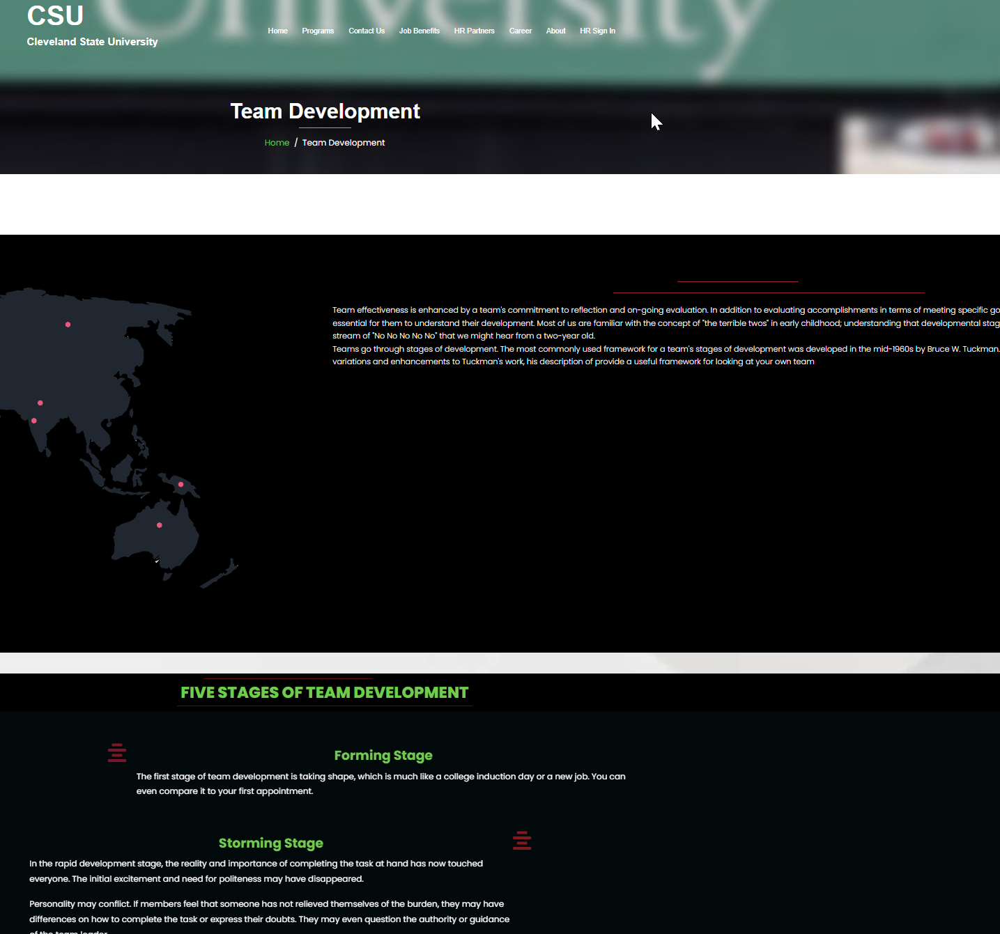 University
CSU
Cleveland State University
Home Programs Contact Us Job Benefits HR Partners Career About HR Sign In
Team Development
Home / Team Development
Team effectiveness is enhanced by a team's commitment to reflection and on-going evaluation. In addition to evaluating accomplishments in terms of meeting specific go
essential for them to understand their development. Most of us are familiar with the concept of "the terrible twos" in early childhood; understanding that developmental stag
stream of "No No No No No" that we might hear from a two-year old.
Teams go through stages of development. The most commonly used framework for a team's stages of development was developed in the mid-1960s by Bruce W. Tuckman.
variations and enhancements to Tuckman's work, his description of provide a useful framework for looking at your own team
FIVE STAGES OF TEAM DEVELOPMENT
Forming Stage
The first stage of team development is taking shape, which is much like a college induction day or a new job. You can
even compare it to your first appointment.
Storming Stage
In the rapid development stage, the reality and importance of completing the task at hand has now touched
everyone. The initial excitement and need for politeness may have disappeared.
Personality may conflict. If members feel that someone has not relieved themselves of the burden, they may have
differences on how to complete the task or express their doubts. They may even question the authority or guidance
of the team leader.